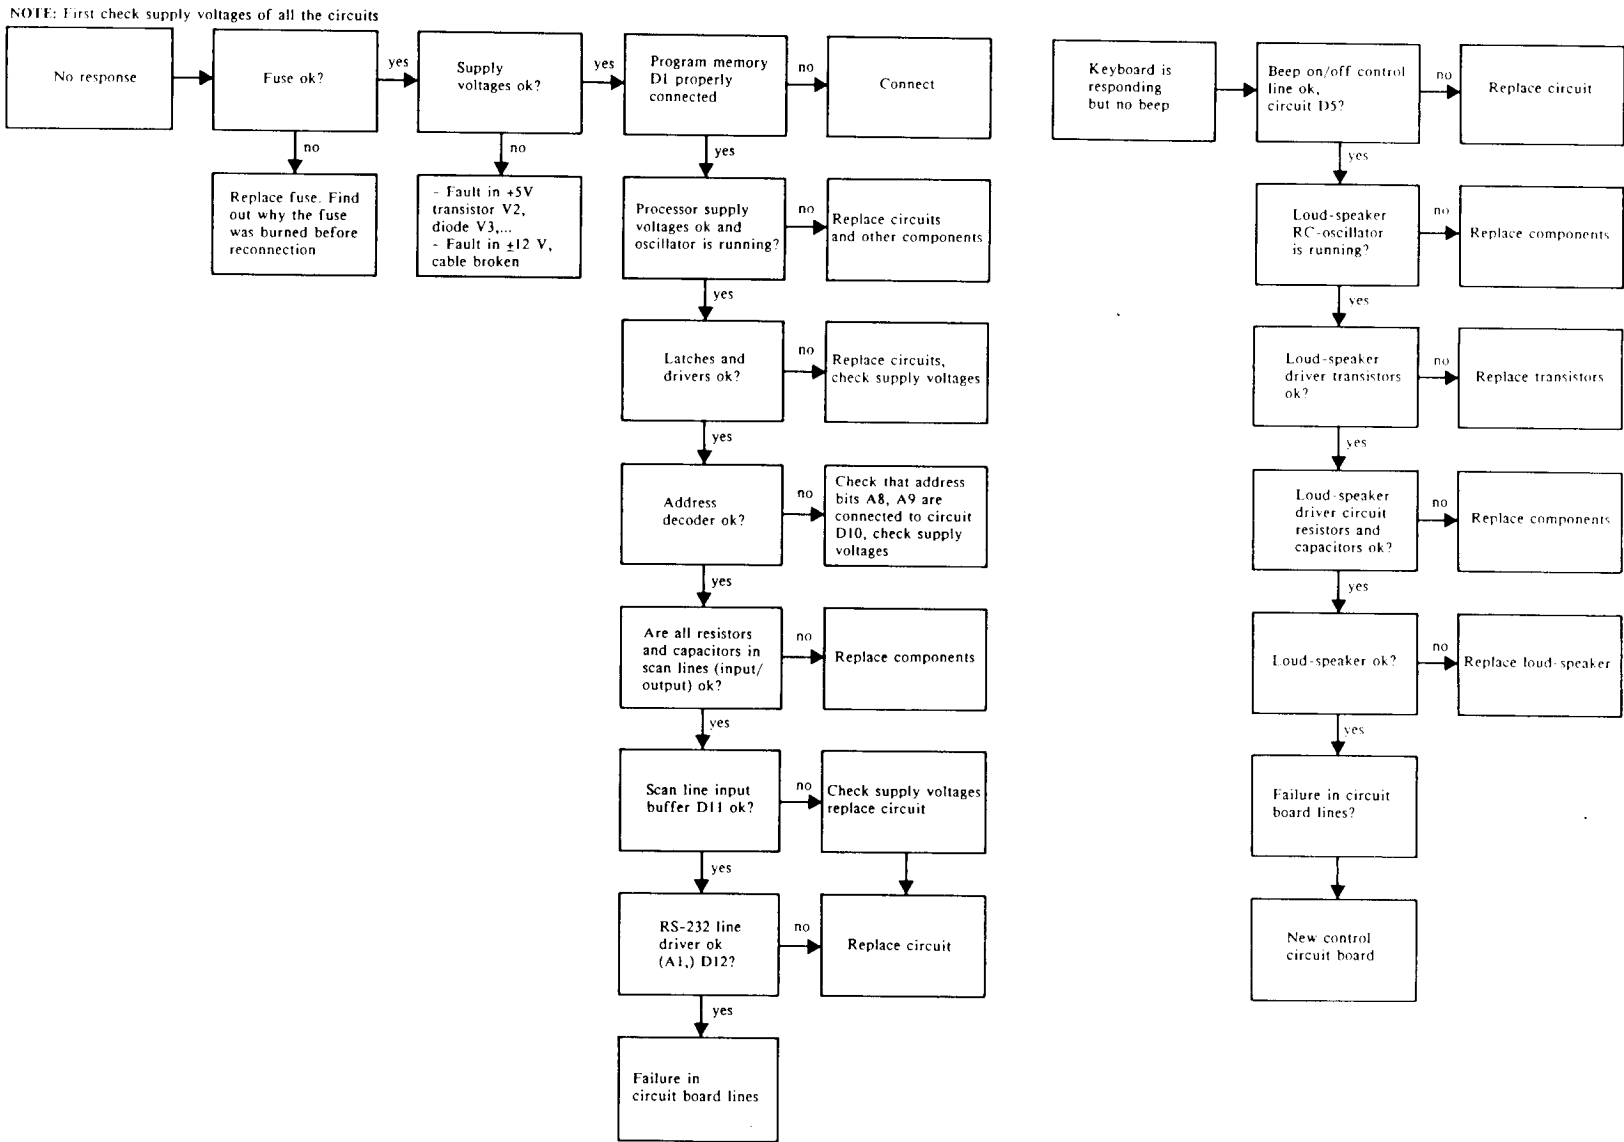 NOTE: First check supply voltages of all the circuits
No response
Fuse ok?
yes
no
Replace fuse. Find
out why the fuse
was burned before
reconnection
Supply
voltages ok?
yes
no
- Fault in +5V
transistor V2,
diode V3,...
- Fault in ±12 V,
cable broken
Program memory
D1 properly
connected
no
Connect
yes
Processor supply
voltages ok and
oscillator is running?
no
Replace circuits
and other components
yes
Latches and
drivers ok?
no
Replace circuits,
check supply voltages
yes
Address
decoder ok?
no
Check that address
bits A8, A9 are
connected to circuit
D10, check supply
voltages
yes
Are all resistors
and capacitors in
scan lines (input/
output) ok?
no
Replace components
yes
Scan line input
buffer D11 ok?
no
Check supply voltages
replace circuit
yes
RS-232 line
driver ok
(A1,) D12?
no
Replace circuit
yes
Failure in
circuit board lines
Keyboard is
responding
but no beep
Beep on/off control
line ok,
circuit D5?
no
Replace circuit
yes
Loud-speaker
RC-oscillator
is running?
no
Replace components
yes
Loud-speaker
driver transistors
ok?
no
Replace transistors
yes
Loud-speaker
driver circuit
resistors and
capacitors ok?
no
Replace components
yes
Loud-speaker ok?
no
Replace loud-speaker
yes
Failure in circuit
board lines?
New control
circuit board